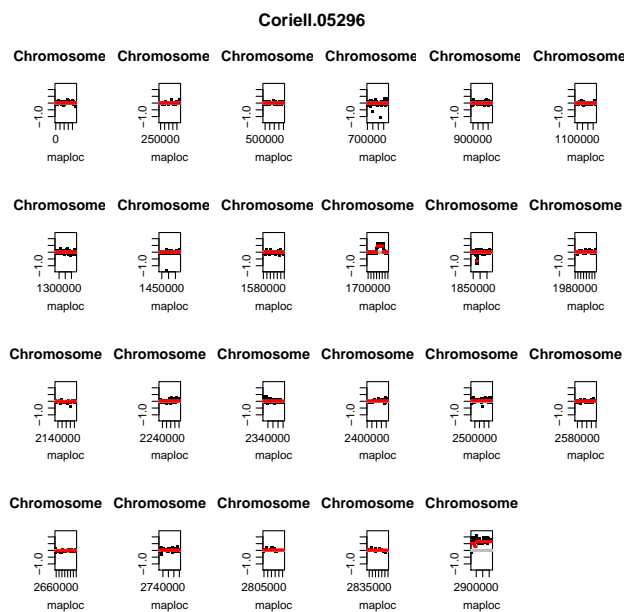 Coriell.05296
Chromosome Chromosome Chromosome Chromosome Chromosome Chromosome
-1.0 -1.0 -1.0 -1.0 -1.0 -1.0
0 250000 500000 700000 900000 1100000
maploc maploc maploc maploc maploc maploc
Chromosome Chromosome Chromosome Chromosome Chromosome Chromosome
-1.0 -1.0 -1.0 -1.0 -1.0 -1.0
1300000 1450000 1580000 1700000 1850000 1980000
maploc maploc maploc maploc maploc maploc
Chromosome Chromosome Chromosome Chromosome Chromosome Chromosome
-1.0 -1.0 -1.0 -1.0 -1.0 -1.0
2140000 2240000 2340000 2400000 2500000 2580000
maploc maploc maploc maploc maploc maploc
Chromosome Chromosome Chromosome Chromosome Chromosome
-1.0 -1.0 -1.0 -1.0 -1.0
2660000 2740000 2805000 2835000 2900000
maploc maploc maploc maploc maploc